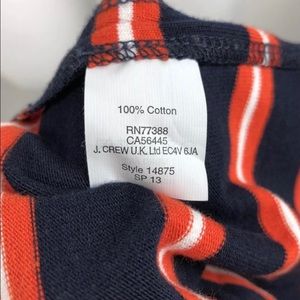 100% Cotton
RN77388
CA56445
J. CREW U.K. Ltd EC4V 6JA
Style 14875
SP 13